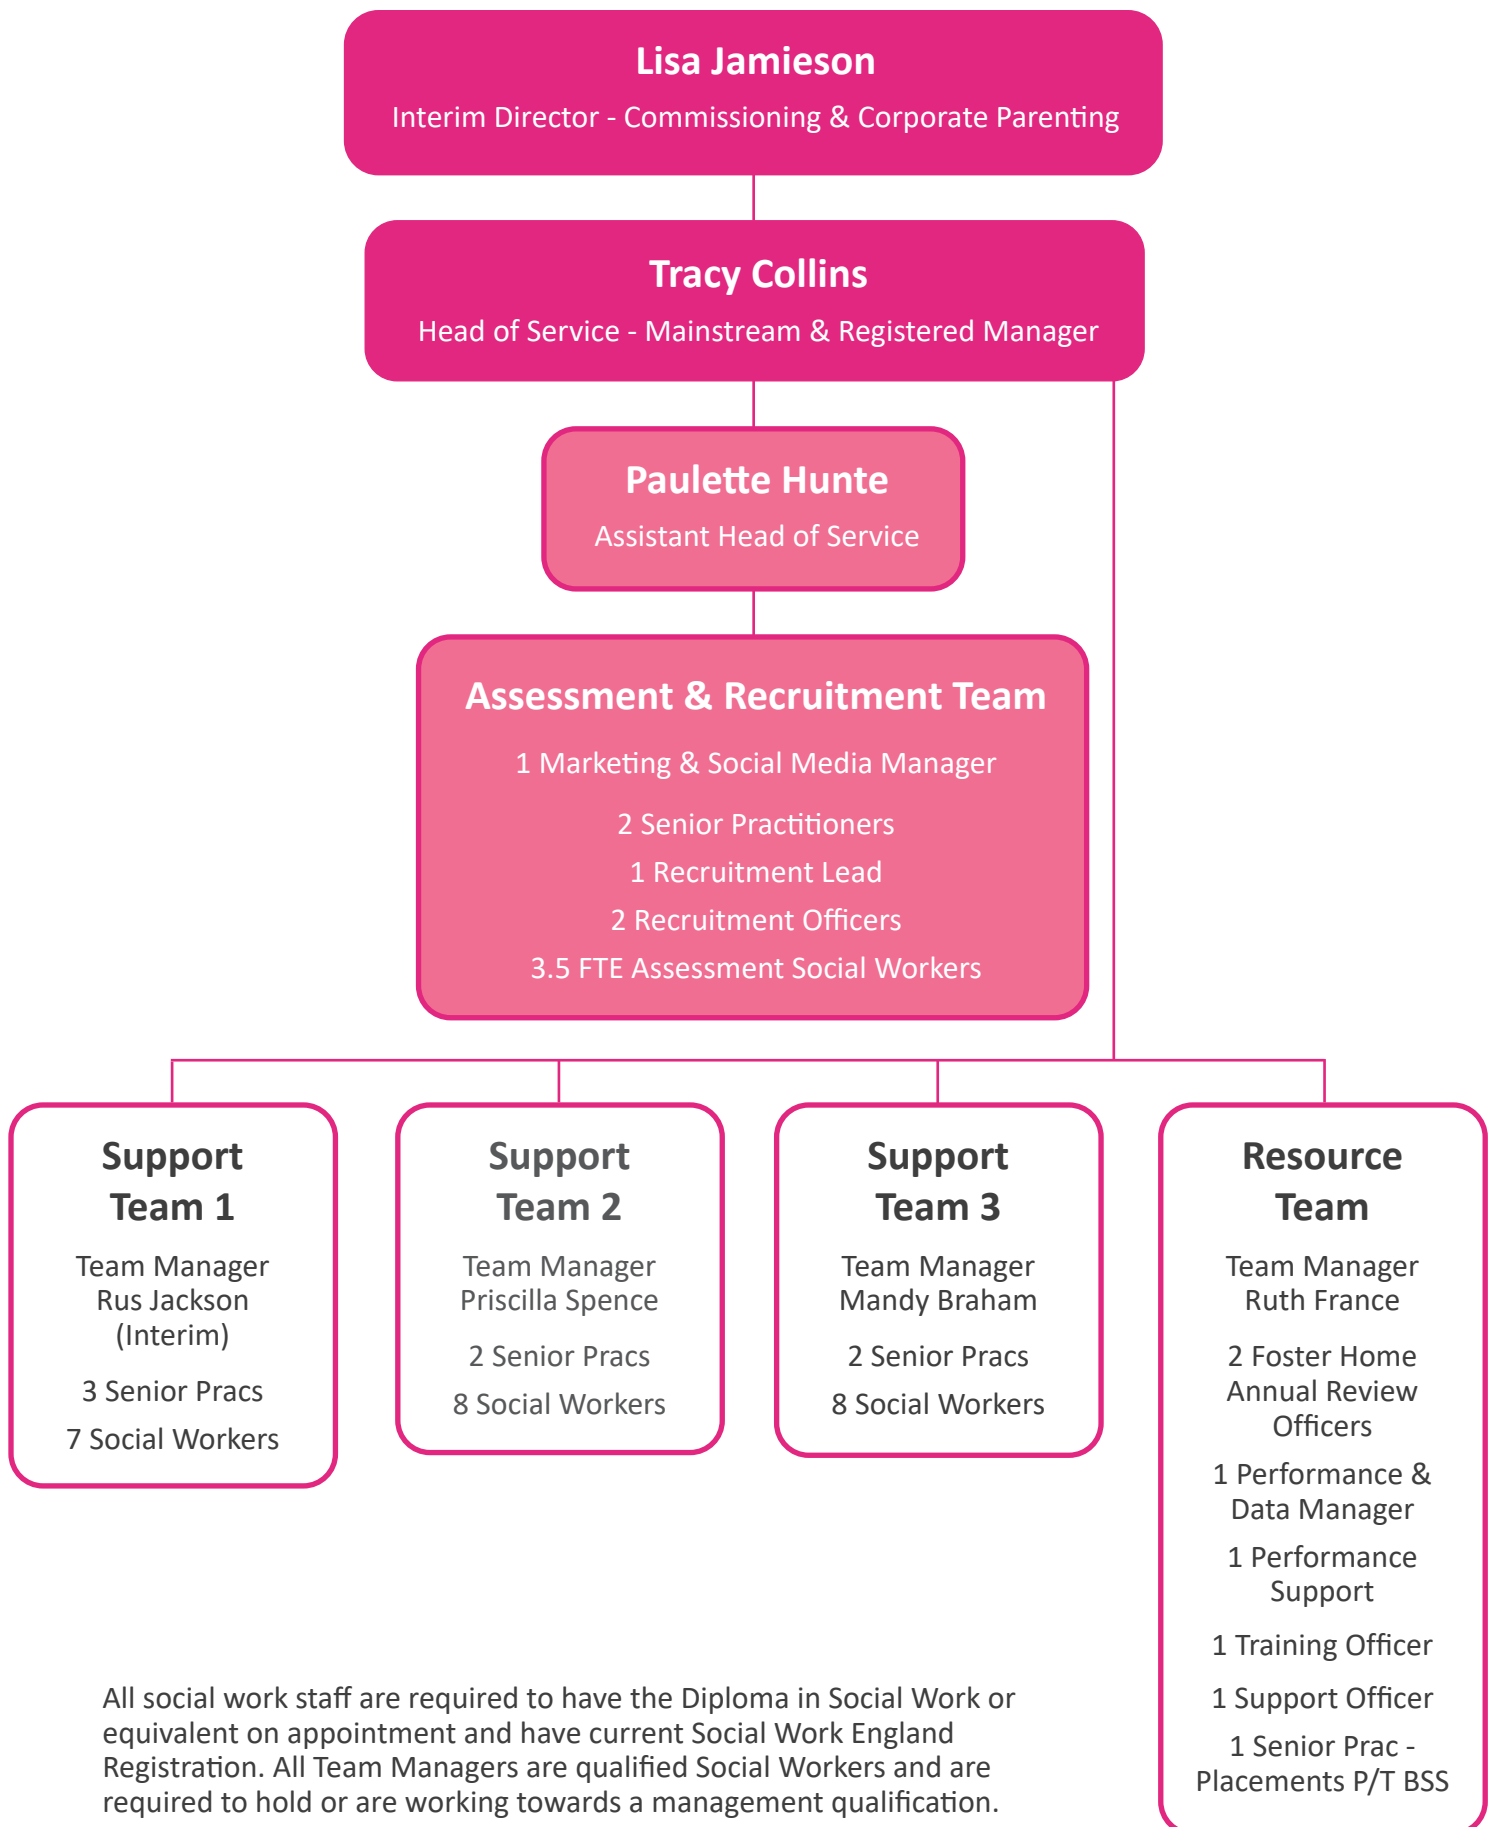 Lisa Jamieson
Interim Director - Commissioning & Corporate Parenting
Tracy Collins
Head of Service - Mainstream & Registered Manager
Paulette Hunte
Assistant Head of Service
Assessment & Recruitment Team
1 Marketing & Social Media Manager
2 Senior Practitioners
1 Recruitment Lead
2 Recruitment Officers
3.5 FTE Assessment Social Workers
Support
Team 1
Team Manager
Rus Jackson
(Interim)
3 Senior Pracs
7 Social Workers
Support
Team 2
Team Manager
Priscilla Spence
2 Senior Pracs
8 Social Workers
Support
Team 3
Team Manager
Mandy Braham
2 Senior Pracs
8 Social Workers
Resource
Team
Team Manager
Ruth France
2 Foster Home
Annual Review
Officers
1 Performance &
Data Manager
1 Performance
Support
1 Training Officer
1 Support Officer
1 Senior Prac -
Placements P/T BSS
All social work staff are required to have the Diploma in Social Work or
equivalent on appointment and have current Social Work England
Registration. All Team Managers are qualified Social Workers and are
required to hold or are working towards a management qualification.